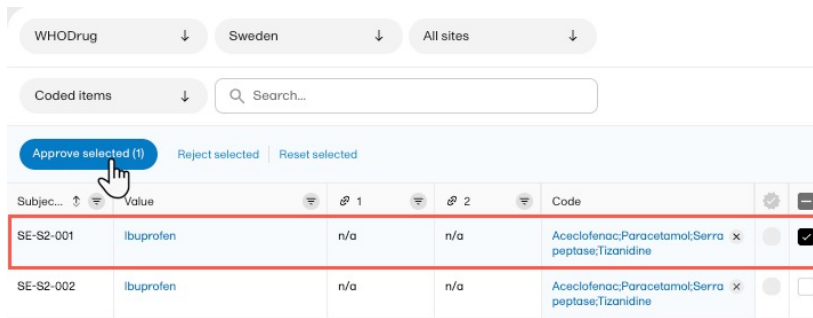 WHODrug Sweden All sites
Coded items Search...
Approve selected (1) Reject selected Reset selected
Subjec... Value 1 2 Code
SE-S2-001 Ibuprofen n/a n/a Aceclofenac;Paracetamol;Serra
peptase;Tizanidine
SE-S2-002 Ibuprofen n/a n/a Aceclofenac;Paracetamol;Serra
peptase;Tizanidine